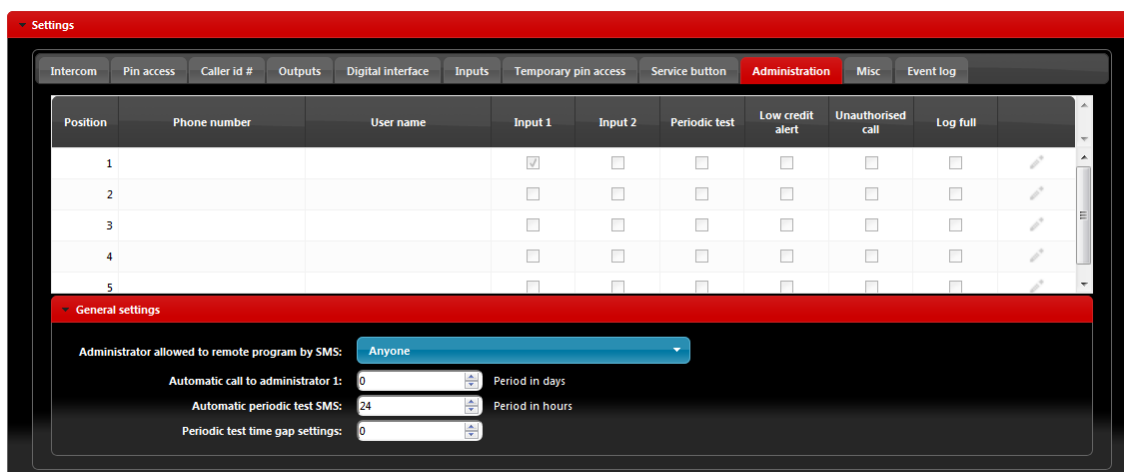 Settings
Intercom Pin access Caller id # Outputs Digital interface Inputs Temporary pin access Service button Administration Misc Event log
Position Phone number User name Input 1 Input 2 Periodic test Low credit alert Unauthorised call Log full
1
2
3
4
5
General settings
Administrator allowed to remote program by SMS: Anyone
Automatic call to administrator 1: 0 Period in days
Automatic periodic test SMS: 24 Period in hours
Periodic test time gap settings: 0